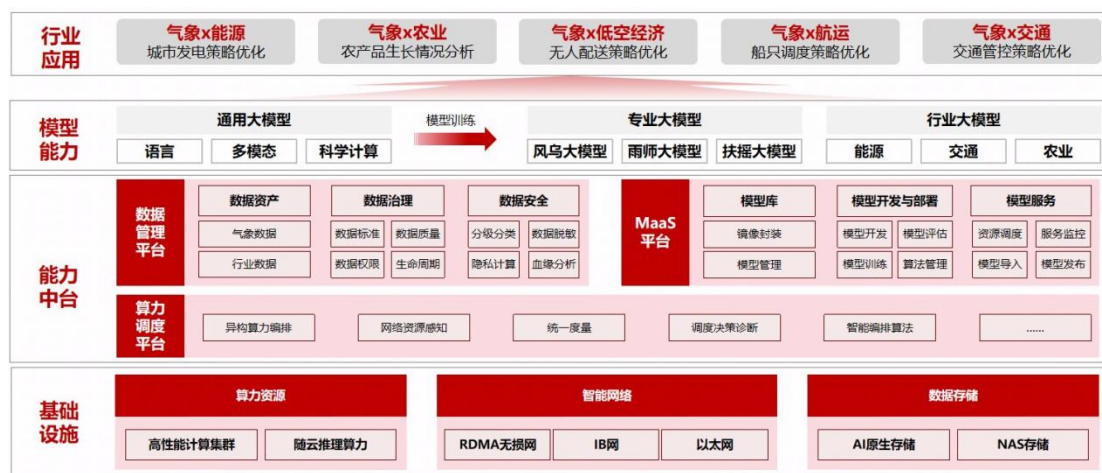 行业
应用
气象x能源
城市发电策略优化
气象x农业
农产品生长情况分析
气象x低空经济
无人配送策略优化
气象x航运
船只调度策略优化
气象x交通
交通管控策略优化
模型
能力
通用大模型
语言
多模态
科学计算
模型训练
专业大模型
风乌大模型
雨师大模型
扶摇大模型
行业大模型
能源
交通
农业
能力
中台
数据
管理
平台
数据资产
气象数据
行业数据
数据治理
数据标准
数据质量
数据权限
生命周期
数据安全
分级分类
数据脱敏
隐私计算
血缘分析
MaaS
平台
模型库
镜像封装
模型管理
模型开发与部署
模型开发
模型评估
模型训练
算法管理
模型服务
资源调度
服务监控
模型导入
模型发布
算力
调度
平台
异构算力编排
网络资源感知
统一度量
调度决策诊断
智能编排算法
......
基础
设施
算力资源
高性能计算集群
随云推理算力
智能网络
RDMA无损网
IB网
以太网
数据存储
AI原生存储
NAS存储